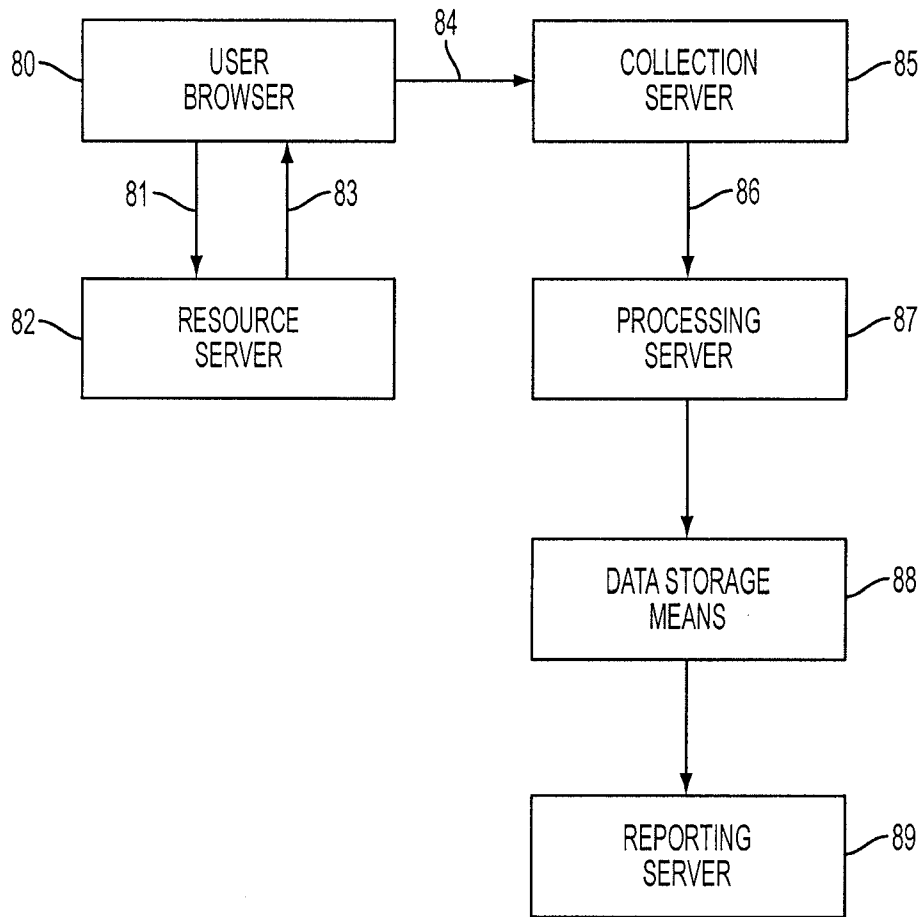 84
80
USER
BROWSER
COLLECTION
SERVER
85
81
83
86
82
RESOURCE
SERVER
PROCESSING
SERVER
87
DATA STORAGE
MEANS
88
REPORTING
SERVER
89